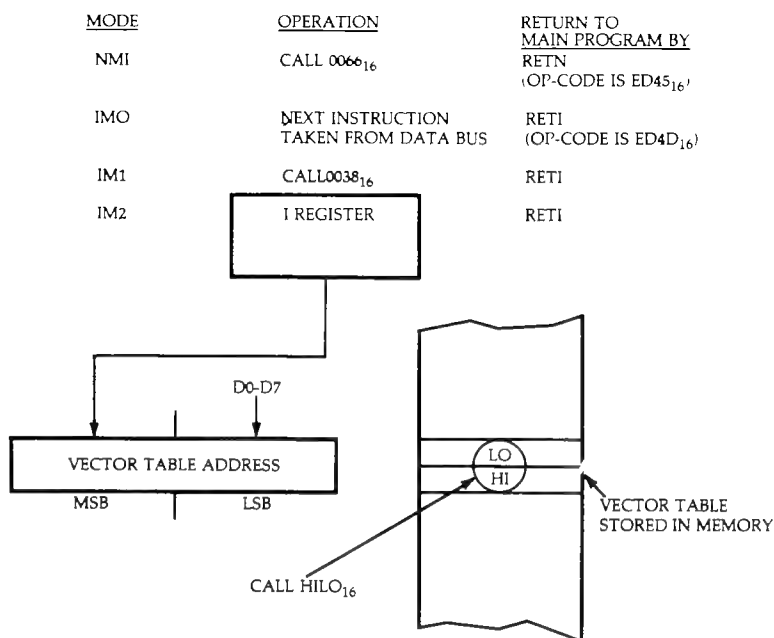 MODE OPERATION RETURN TO
MAIN PROGRAM BY
NMI CALL 0066₁₆ RETN
(OP-CODE IS ED45₁₆)
IMO NEXT INSTRUCTION RETI
TAKEN FROM DATA BUS (OP-CODE IS ED4D₁₆)
IM1 CALL0038₁₆ RETI
IM2 I REGISTER RETI
D0-D7
VECTOR TABLE ADDRESS
MSB LSB
LO
HI
VECTOR TABLE
STORED IN MEMORY
CALL HILO₁₆